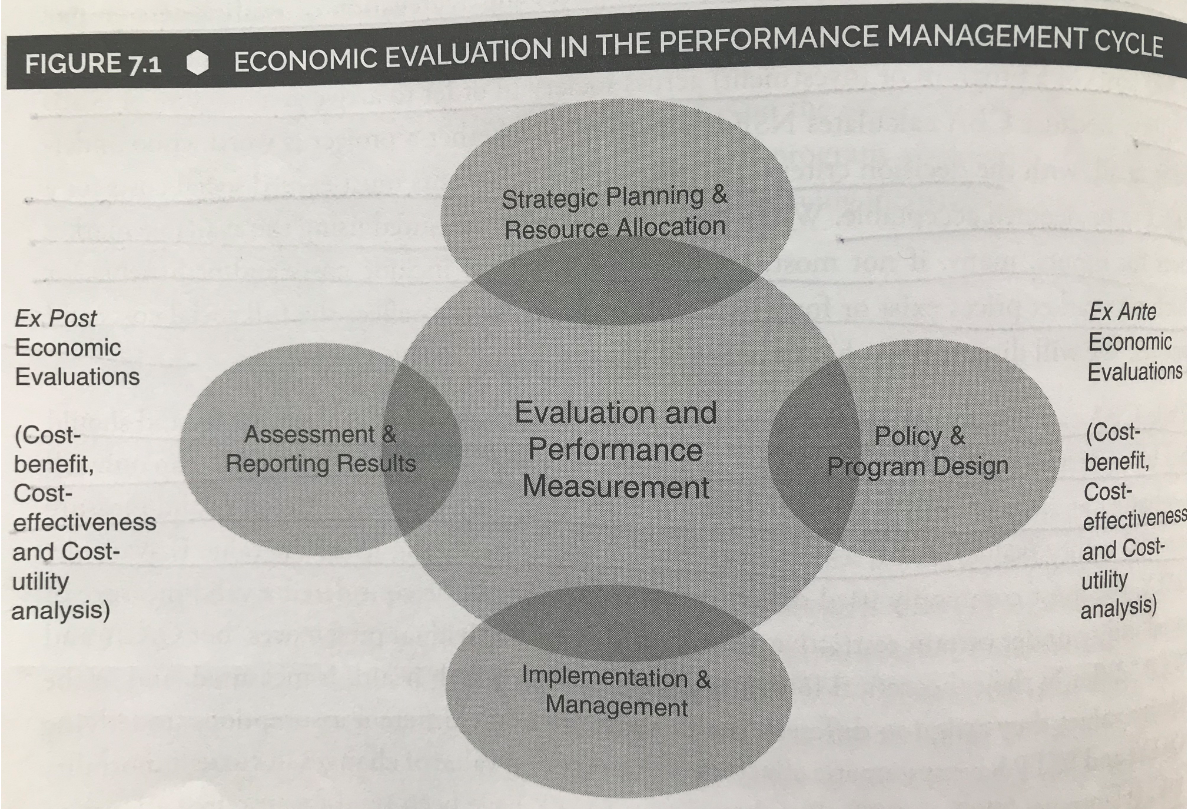 FIGURE 7.1 ECONOMIC EVALUATION IN THE PERFORMANCE MANAGEMENT CYCLE
Strategic Planning &
Resource Allocation
Ex Post
Economic
Evaluations
(Cost-
benefit,
Cost-
effectiveness
and Cost-
utility
analysis)
Assessment &
Reporting Results
Evaluation and
Performance
Measurement
Policy &
Program Design
Ex Ante
Economic
Evaluations
(Cost-
benefit,
Cost-
effectiveness
and Cost-
utility
analysis)
Implementation &
Management